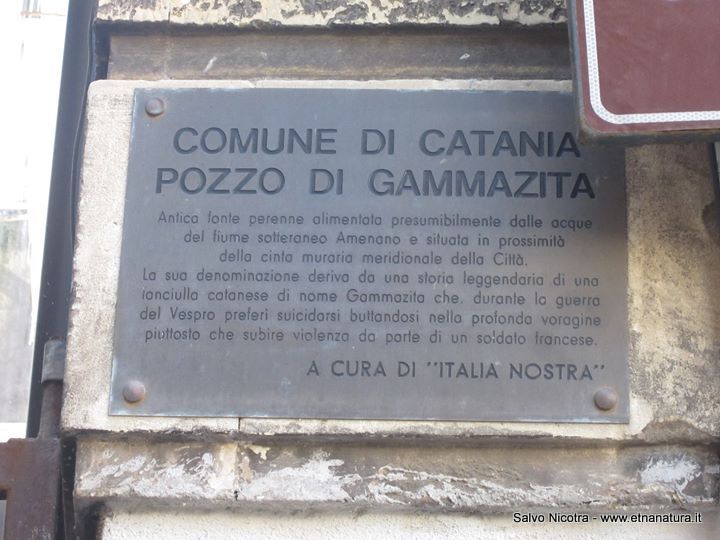 COMUNE DI CATANIA
POZZO DI GAMMAZITA
Antica fonte perenne alimentata presumibilmente dalle acque
del fiume sotteraneo Amenano e situata in prossimità
della cinta muraria meridionale della Città.
La sua denominazione deriva da una storia leggendaria di una
fanciulla catanese di nome Gammazita che, durante la guerra
del Vespro preferì suicidarsi buttandosi nella profonda voragine
piuttosto che subire violenza da parte di un soldato francese.
A CURA DI "ITALIA NOSTRA"
Salvo Nicotra - www.etnanatura.it